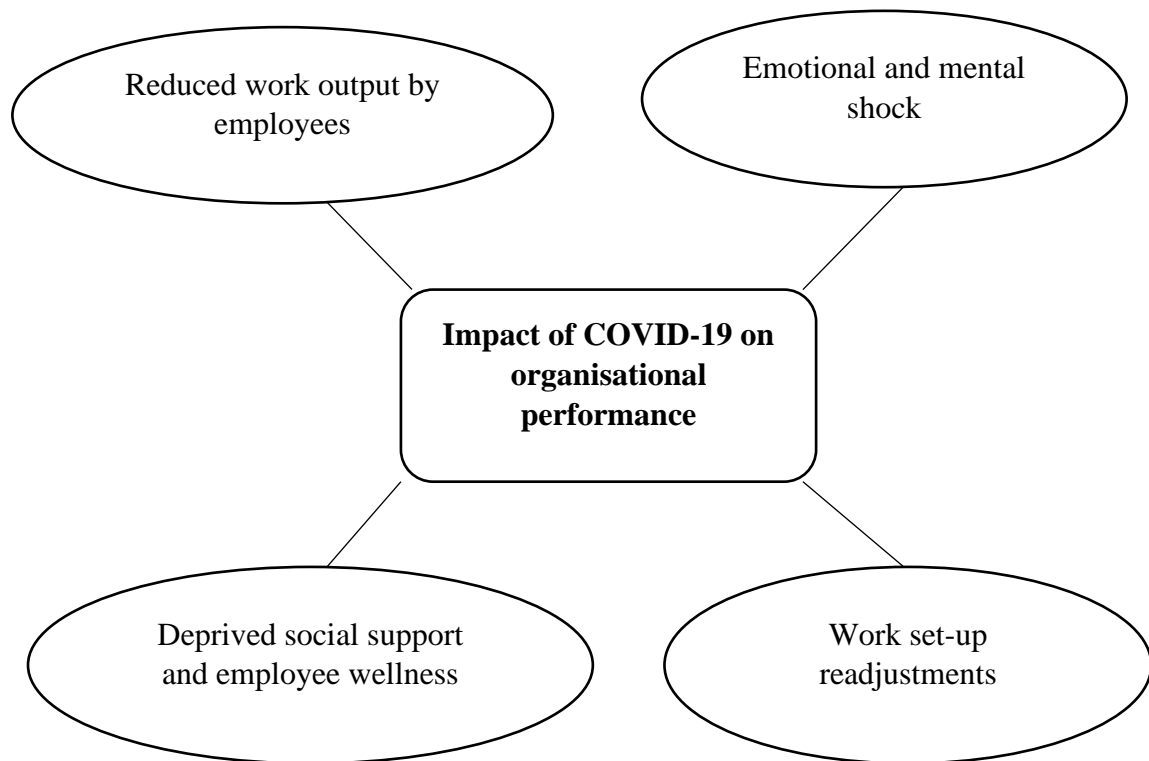 Reduced work output by
employees
Emotional and mental
shock
Impact of COVID-19 on
organisational
performance
Deprived social support
and employee wellness
Work set-up
readjustments